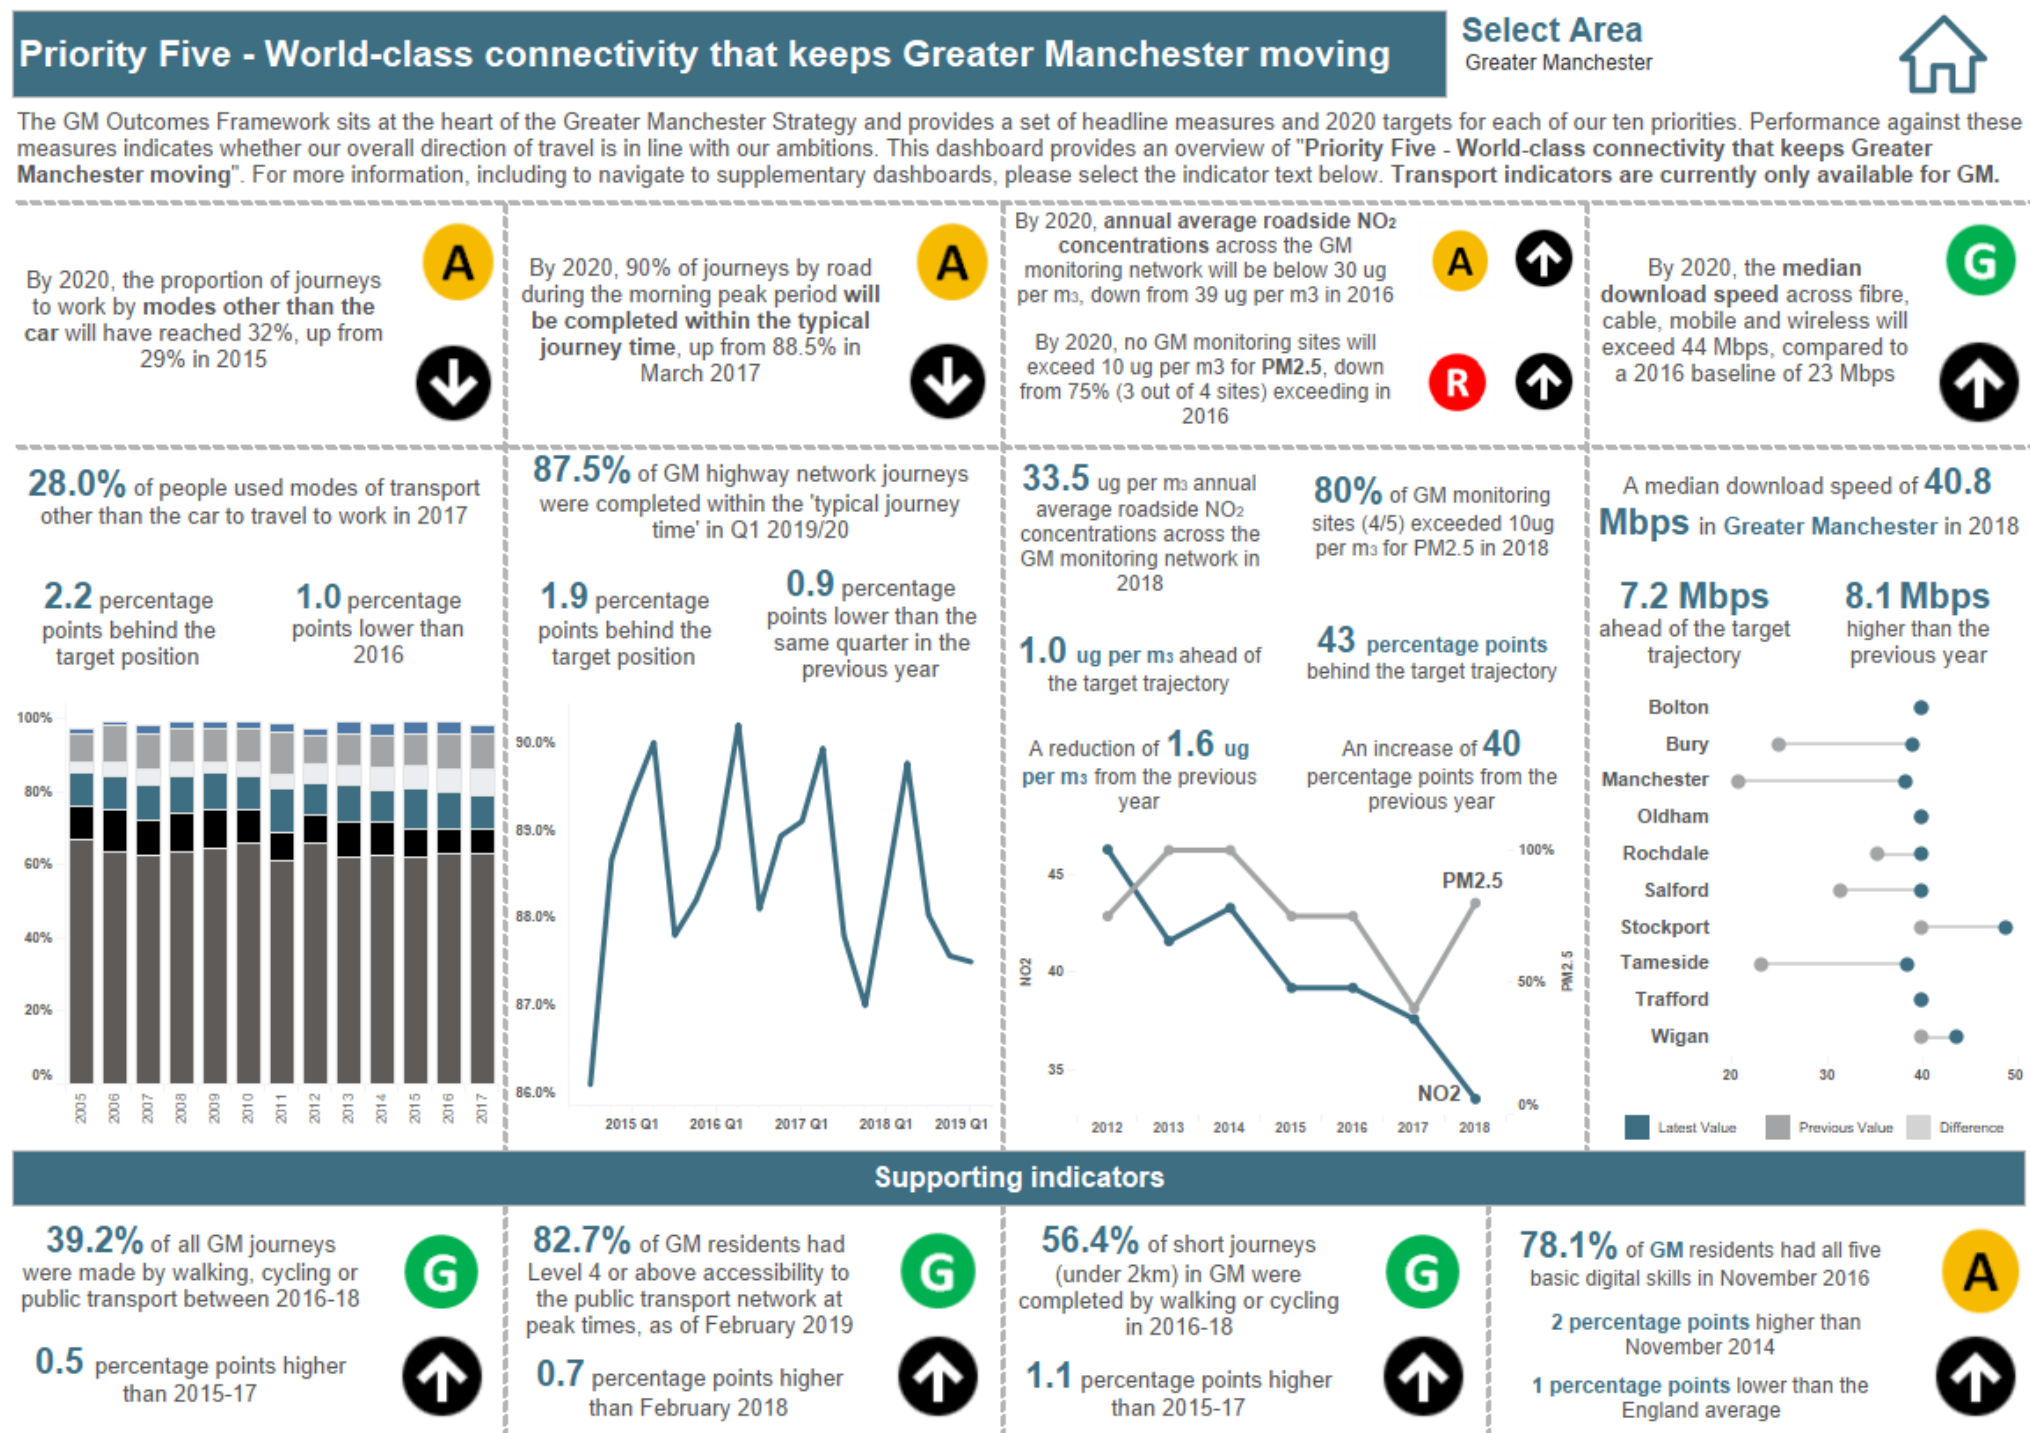 Priority Five - World-class connectivity that keeps Greater Manchester moving
Select Area
Greater Manchester
The GM Outcomes Framework sits at the heart of the Greater Manchester Strategy and provides a set of headline measures and 2020 targets for each of our ten priorities. Performance against these
measures indicates whether our overall direction of travel is in line with our ambitions. This dashboard provides an overview of "Priority Five - World-class connectivity that keeps Greater
Manchester moving". For more information, including to navigate to supplementary dashboards, please select the indicator text below. Transport indicators are currently only available for GM.
By 2020, the proportion of journeys
to work by modes other than the
car will have reached 32%, up from
29% in 2015
A
By 2020, 90% of journeys by road
during the morning peak period will
be completed within the typical
journey time, up from 88.5% in
March 2017
A
By 2020, annual average roadside NO2
concentrations across the GM
monitoring network will be below 30 ug
per m3, down from 39 ug per m3 in 2016
A
By 2020, no GM monitoring sites will
exceed 10 ug per m3 for PM2.5, down
from 75% (3 out of 4 sites) exceeding in
2016
R
By 2020, the median
download speed across fibre,
cable, mobile and wireless will
exceed 44 Mbps, compared to
a 2016 baseline of 23 Mbps
G
28.0% of people used modes of transport
other than the car to travel to work in 2017
2.2 percentage
points behind the
target position
1.0 percentage
points lower than
2016
100%
80%
60%
40%
20%
0%
2005
2006
2007
2008
2009
2010
2011
2012
2013
2014
2015
2016
2017
87.5% of GM highway network journeys
were completed within the 'typical journey
time' in Q1 2019/20
1.9 percentage
points behind the
target position
0.9 percentage
points lower than the
same quarter in the
previous year
90.0%
89.0%
88.0%
87.0%
86.0%
2015 Q1
2016 Q1
2017 Q1
2018 Q1
2019 Q1
33.5 ug per m3 annual
average roadside NO2
concentrations across the
GM monitoring network in
2018
80% of GM monitoring
sites (4/5) exceeded 10ug
per m3 for PM2.5 in 2018
1.0 ug per m3 ahead of
the target trajectory
43 percentage points
behind the target trajectory
A reduction of 1.6 ug
per m3 from the previous
year
An increase of 40
percentage points from the
previous year
45
40
35
NO2
100%
50%
0%
PM2.5
PM2.5
NO2
2012
2013
2014
2015
2016
2017
2018
A median download speed of 40.8
Mbps in Greater Manchester in 2018
7.2 Mbps
ahead of the target
trajectory
8.1 Mbps
higher than the
previous year
Bolton
Bury
Manchester
Oldham
Rochdale
Salford
Stockport
Tameside
Trafford
Wigan
20
30
40
50
Latest Value
Previous Value
Difference
Supporting indicators
39.2% of all GM journeys
were made by walking, cycling or
public transport between 2016-18
0.5 percentage points higher
than 2015-17
G
82.7% of GM residents had
Level 4 or above accessibility to
the public transport network at
peak times, as of February 2019
0.7 percentage points higher
than February 2018
G
56.4% of short journeys
(under 2km) in GM were
completed by walking or cycling
in 2016-18
1.1 percentage points higher
than 2015-17
G
78.1% of GM residents had all five
basic digital skills in November 2016
2 percentage points higher than
November 2014
1 percentage points lower than the
England average
A